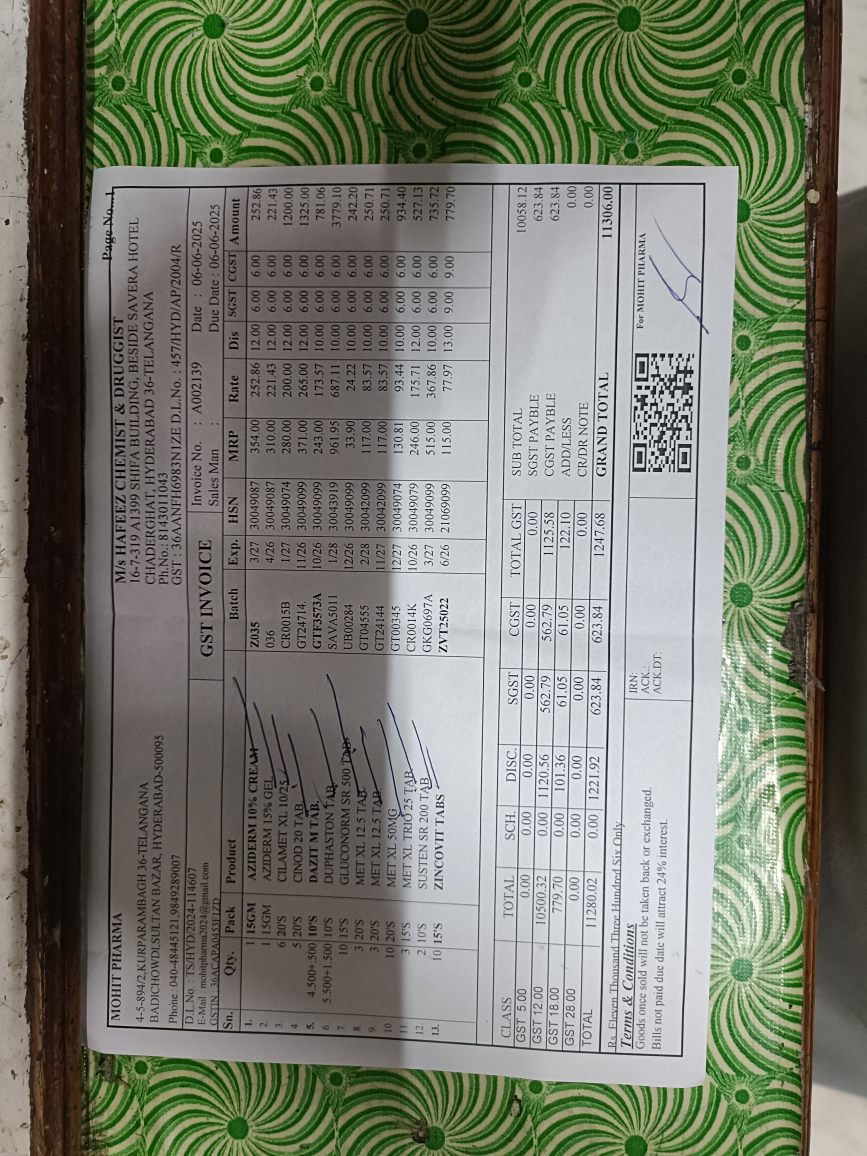 Page No...1
MOHIT PHARMA
4-5-894/2,KURPARAMBAGH 36-TELANGANA
BADICHOWDI,SULTAN BAZAR, HYDERABAD-500095
Phone : 040-48445121,9849289007
D.L.No. : TS/HYD/2024-114607
E-Mail : mohitpharma2024@gmail.com
M/s HAFEEZ CHEMIST & DRUGGIST
16-7-319 A1399 SHIFA BUILDING, BESIDE SAVERA HOTEL
CHADERGHAT, HYDERABAD 36-TELANGANA
Ph.No.: 8143011043
GST : 36AANFH6983N1ZE D.L.No. : 457/HYD/AP/2004/R
GST INVOICE
Invoice No. : A002139 Date : 06-06-2025
Sales Man : Due Date : 06-06-2025
Sn. Qty. Pack Product Batch Exp. HSN MRP Rate Dis SGST CGST Amount
1. 1 15GM AZIDERM 10% CREAM Z035 3/27 30049087 354.00 252.86 12.00 6.00 6.00 252.86
2. 1 15GM AZIDERM 15% GEL 036 4/26 30049087 310.00 221.43 12.00 6.00 6.00 221.43
3. 6 20'S CILAMET XL 10/25 CR0015B 1/27 30049074 280.00 200.00 12.00 6.00 6.00 1200.00
4. 5 20'S CINOD 20 TAB GT24714 11/26 30049099 371.00 265.00 12.00 6.00 6.00 1325.00
5. 4.500+.500 10'S DAZIT M TAB GTF3573A 10/26 30049099 243.00 173.57 10.00 6.00 6.00 781.06
6 5.500+1.500 10'S DUPHASTON TAB SAVA5011 1/28 30043919 961.95 687.11 10.00 6.00 6.00 3779.10
7. 10 15'S GLUCONORM SR 500 TAB UB00284 12/26 30049099 33.90 24.22 10.00 6.00 6.00 242.20
8. 3 20'S MET XL 12.5 TAB GT04555 2/28 30042099 117.00 83.57 10.00 6.00 6.00 250.71
9. 3 20'S MET XL 12.5 TAB GT24144 11/27 30042099 117.00 83.57 10.00 6.00 6.00 250.71
10 10 20'S MET XL 50MG GT00345 12/27 30049074 130.81 93.44 10.00 6.00 6.00 934.40
11. 3 15'S MET XL TRIO 25 TAB CR0014K 10/26 30049079 246.00 175.71 12.00 6.00 6.00 527.13
12. 2 10'S SUSTEN SR 200 TAB GKG0697A 3/27 30049099 515.00 367.86 10.00 6.00 6.00 735.72
13. 10 15'S ZINCOVIT TABS ZVT25022 6/26 21069099 115.00 77.97 13.00 9.00 9.00 779.70
CLASS TOTAL SCH. DISC. SGST CGST TOTAL GST
GST 5.00 0.00 0.00 0.00 0.00 0.00 0.00
GST 12.00 10500.32 0.00 1120.56 562.79 562.79 1125.58
GST 18.00 779.70 0.00 101.36 61.05 61.05 122.10
GST 28.00 0.00 0.00 0.00 0.00 0.00 0.00
TOTAL 11280.02 0.00 1221.92 623.84 623.84 1247.68
SUB TOTAL 10058.12
SGST PAYBLE 623.84
CGST PAYBLE 623.84
ADD/LESS 0.00
CR/DR NOTE 0.00
GRAND TOTAL 11306.00
Rs. Eleven Thousand Three Hundred Six Only
Terms & Conditions
Goods once sold will not be taken back or exchanged.
Bills not paid due date will attract 24% interest.
IRN:
ACK.:
ACK.DT:
For MOHIT PHARMA